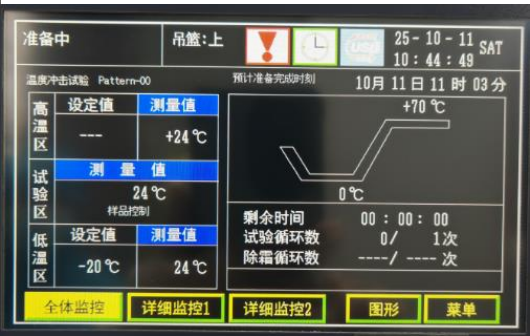 准备中 吊篮:上 25-10-11 SAT
10:44:49
温度冲击试验 Pattern-00 预计准备完成时刻 10月11日11时03分
高温区 设定值 测量值
--- +24℃
试验区 测量值
24℃
样品控制
低温区 设定值 测量值
-20℃ 24℃
+70℃
0℃
剩余时间 00:00:00
试验循环数 0/ 1次
除霜循环数 ----/ ----次
全体监控 详细监控1 详细监控2 图形 菜单